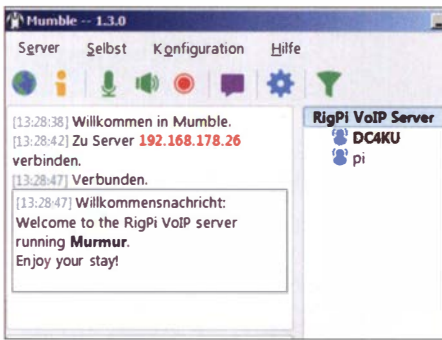 Mumble -- 1.3.0
Server Selbst Konfiguration Hilfe
[13:28:38] Willkommen in Mumble.
[13:28:42] Zu Server 192.168.178.26
verbinden.
[13:28:47] Verbunden.
[13:28:47] Willkommensnachricht:
Welcome to the RigPi VoIP server
running Murmur.
Enjoy your stay!
RigPi VoIP Server
DC4KU
pi